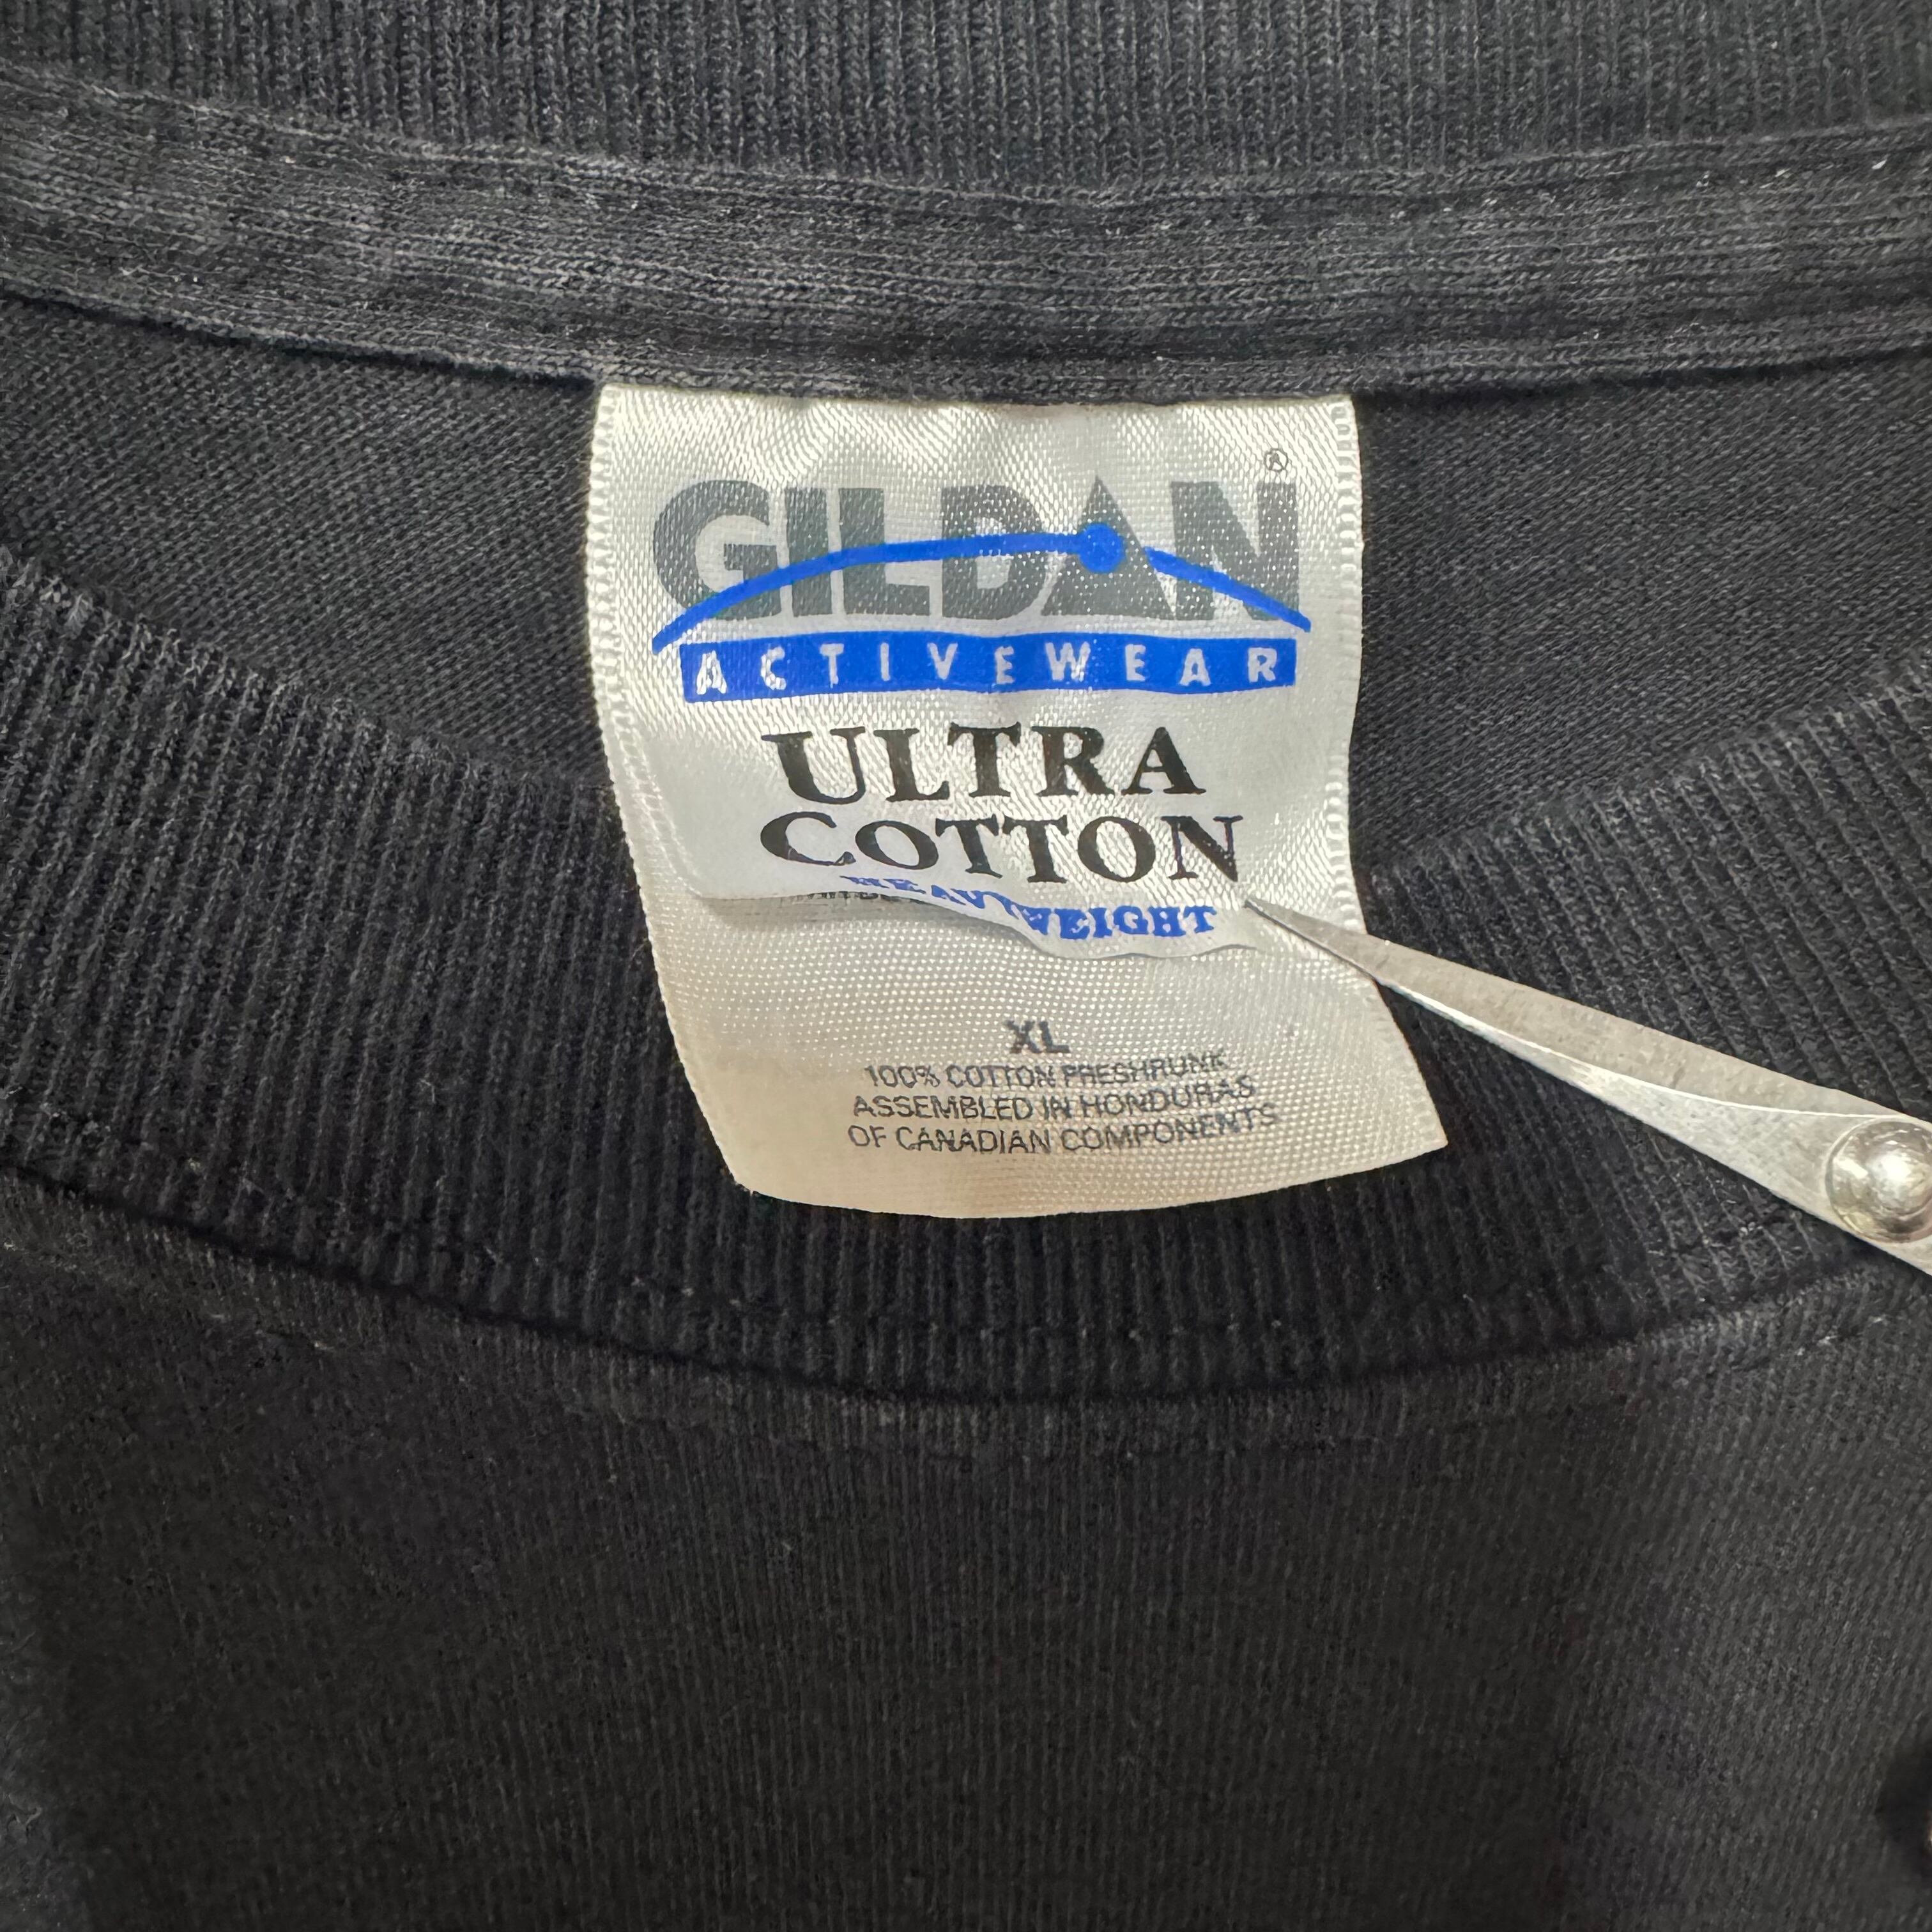 GILDAN®
ACTIVEWEAR
ULTRA
COTTON
HEAVYWEIGHT
XL
100% COTTON PRESHRUNK
ASSEMBLED IN HONDURAS
OF CANADIAN COMPONENTS